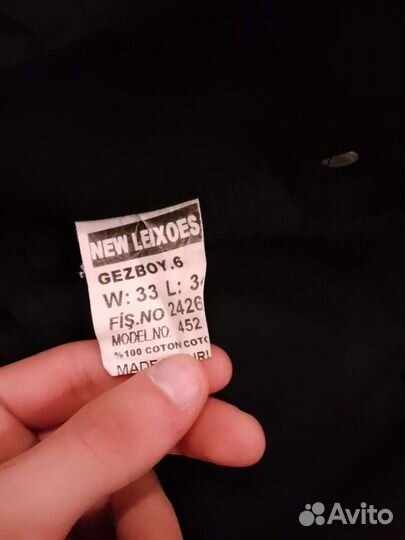 NEW LEIXOES
GEZBOY.6
W: 33 L: 3
FİŞ.NO 2426
MODEL.NO. 452
%100 COTON COTO
MADE
Avito